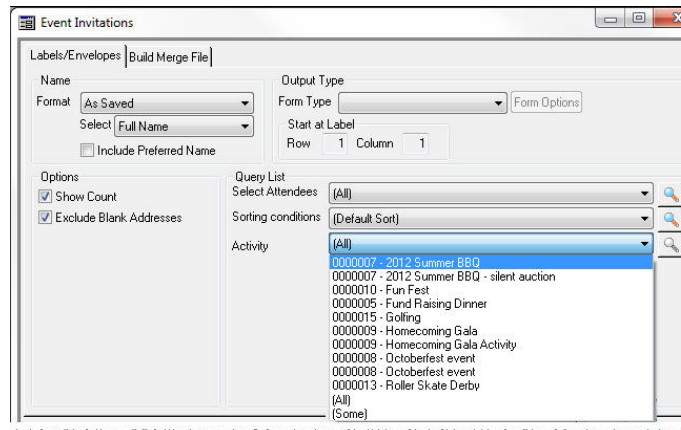 Event Invitations
Labels/Envelopes Build Merge File
Name
Format As Saved
Select Full Name
Include Preferred Name
Output Type
Form Type Form Options
Start at Label
Row 1 Column 1
Options
Show Count
Exclude Blank Addresses
Query List
Select Attendees (All)
Sorting conditions (Default Sort)
Activity (All)
0000007 - 2012 Summer BBQ
0000007 - 2012 Summer BBQ - silent auction
0000010 - Fun Fest
0000005 - Fund Raising Dinner
0000015 - Golfing
0000009 - Homecoming Gala
0000009 - Homecoming Gala Activity
0000008 - Octoberfest event
0000008 - Octoberfest event
0000013 - Roller Skate Derby
(All)
(Some)